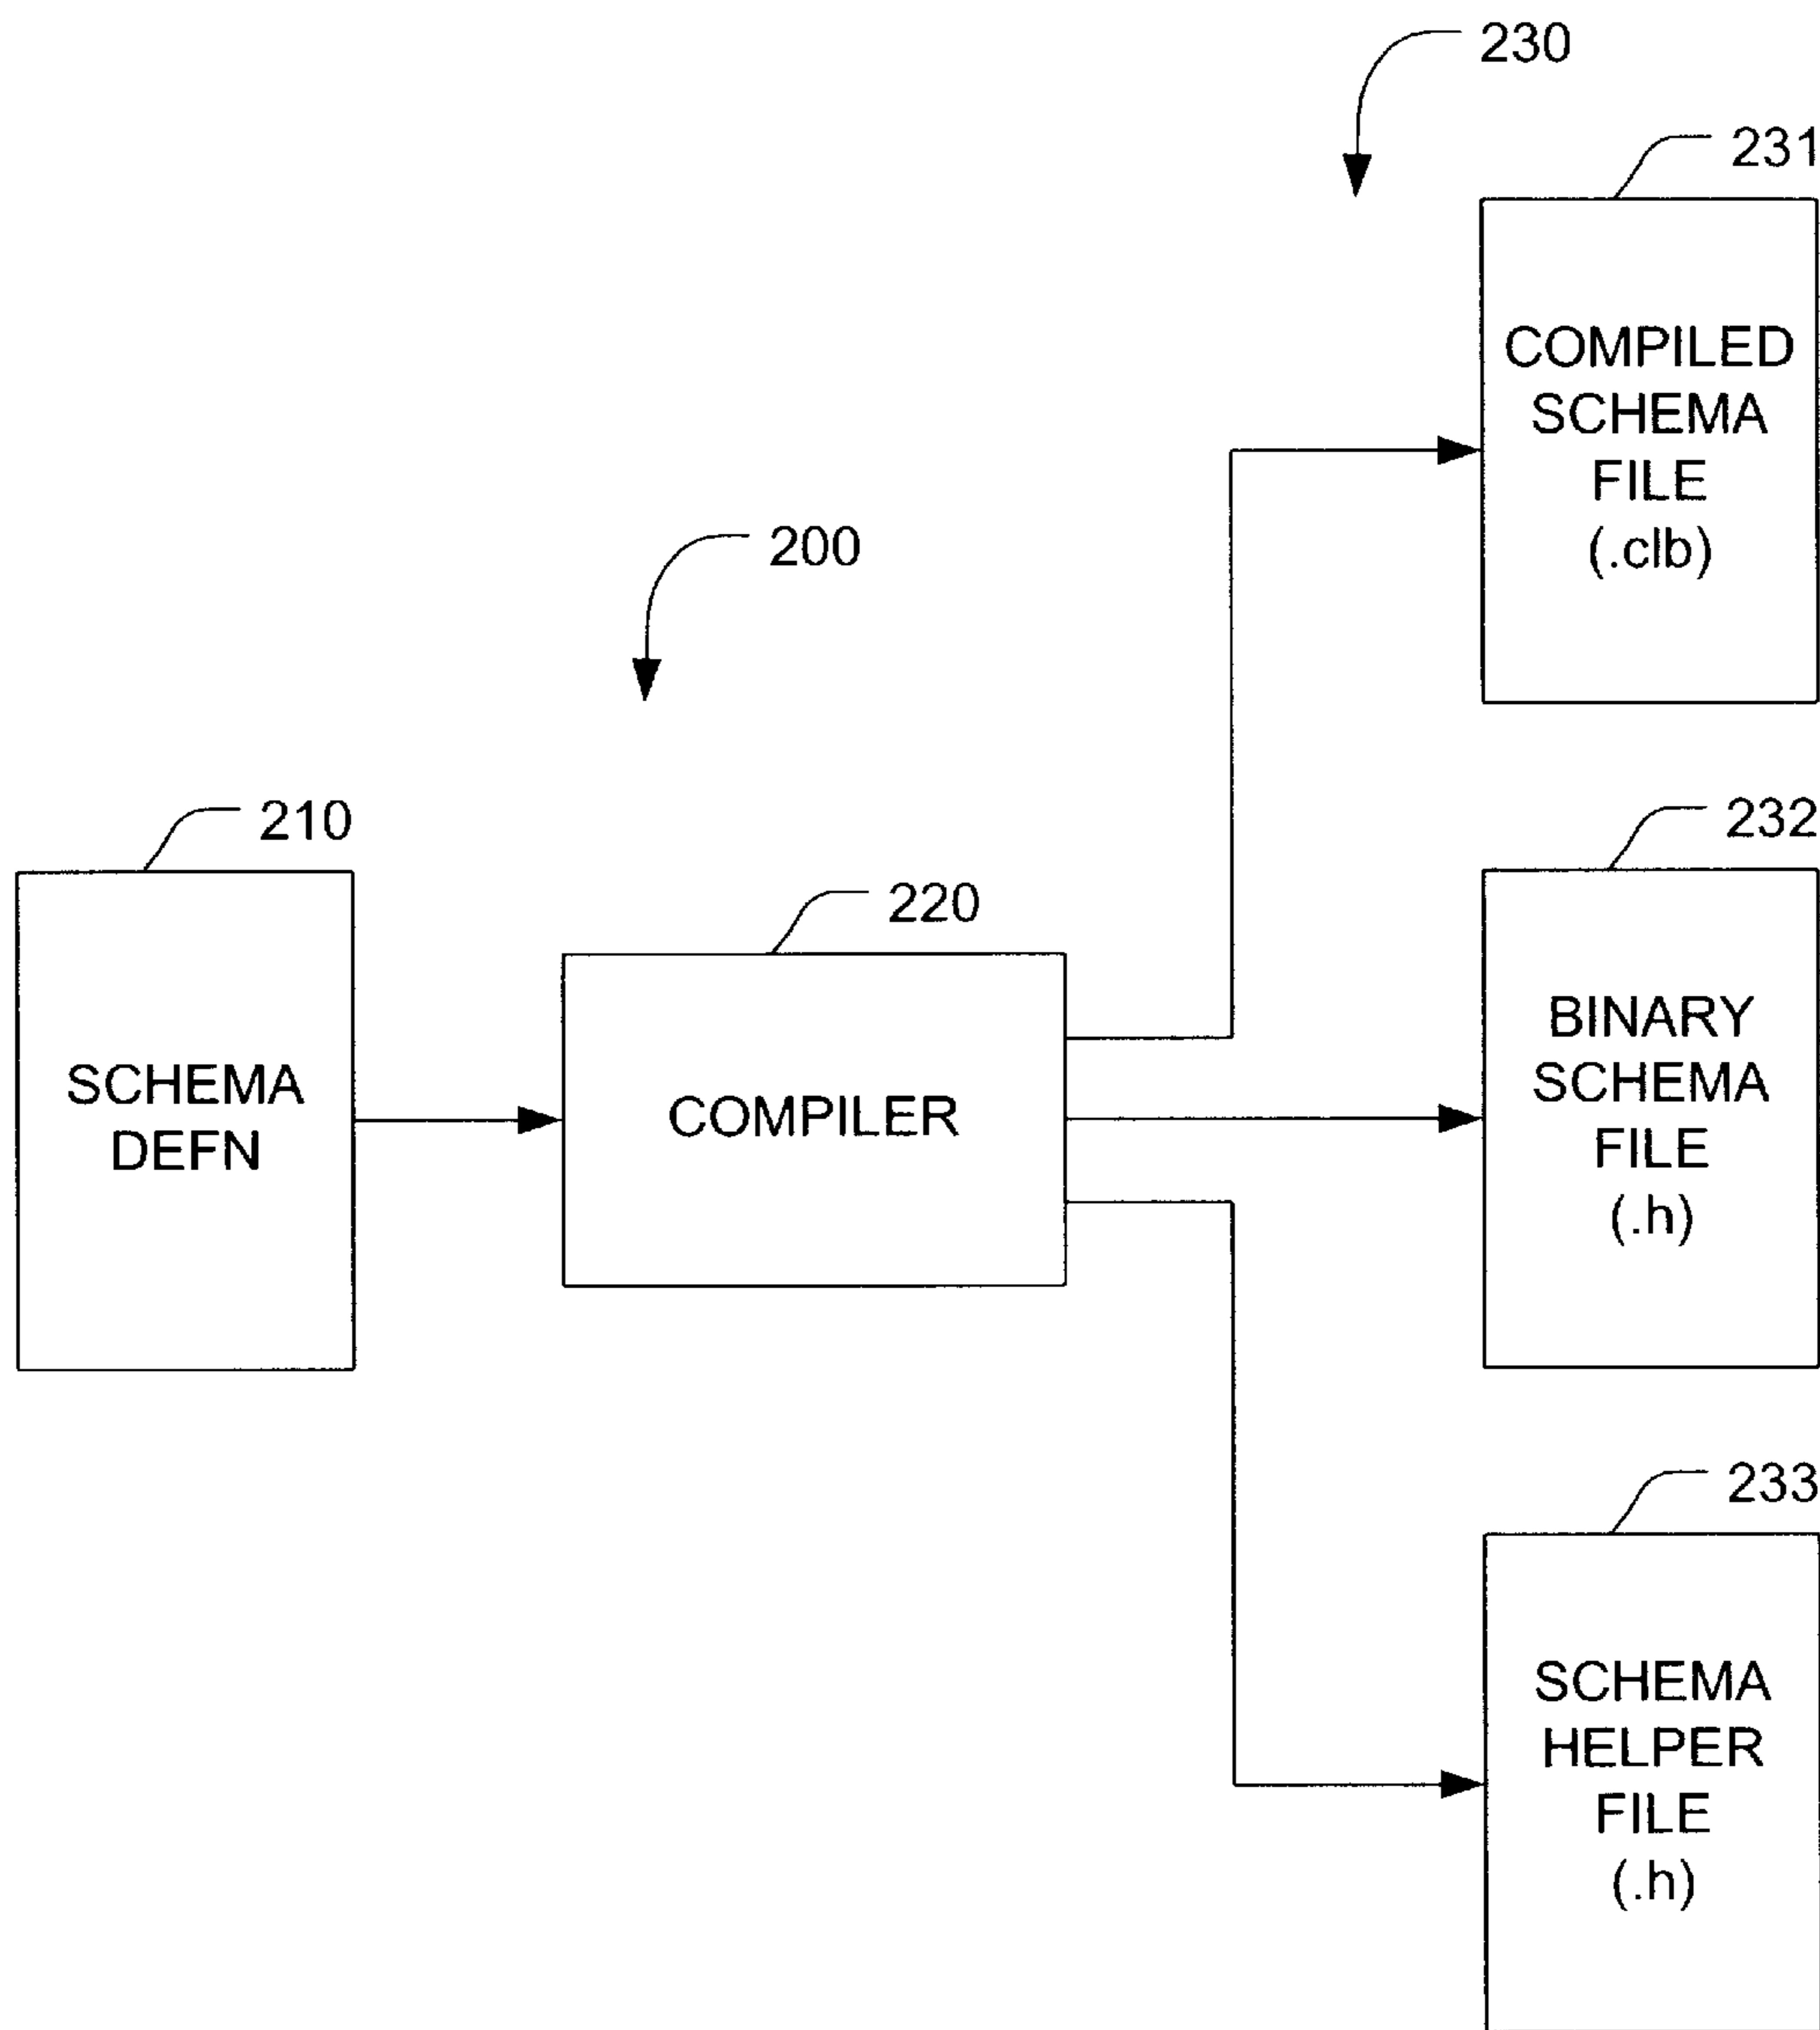 230
231
COMPILED
SCHEMA
FILE
(.clb)
200
210
SCHEMA
DEFN
220
COMPILER
232
BINARY
SCHEMA
FILE
(.h)
233
SCHEMA
HELPER
FILE
(.h)